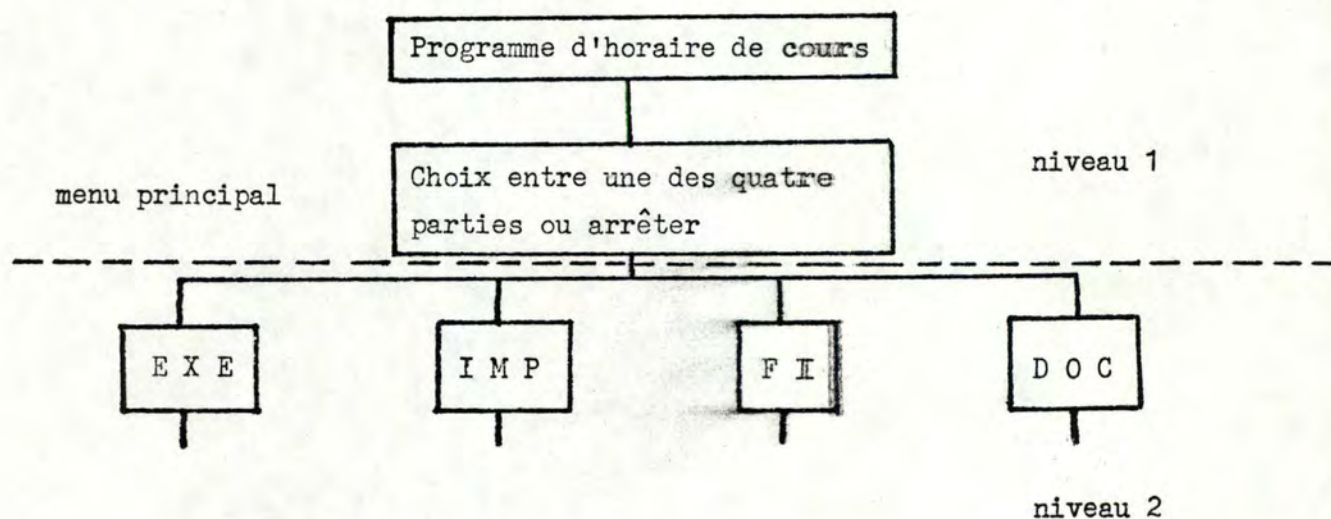 Programme d'horaire de cours
menu principal
Choix entre une des quatre
parties ou arrêter
niveau 1
E X E
I M P
F I
D O C
niveau 2